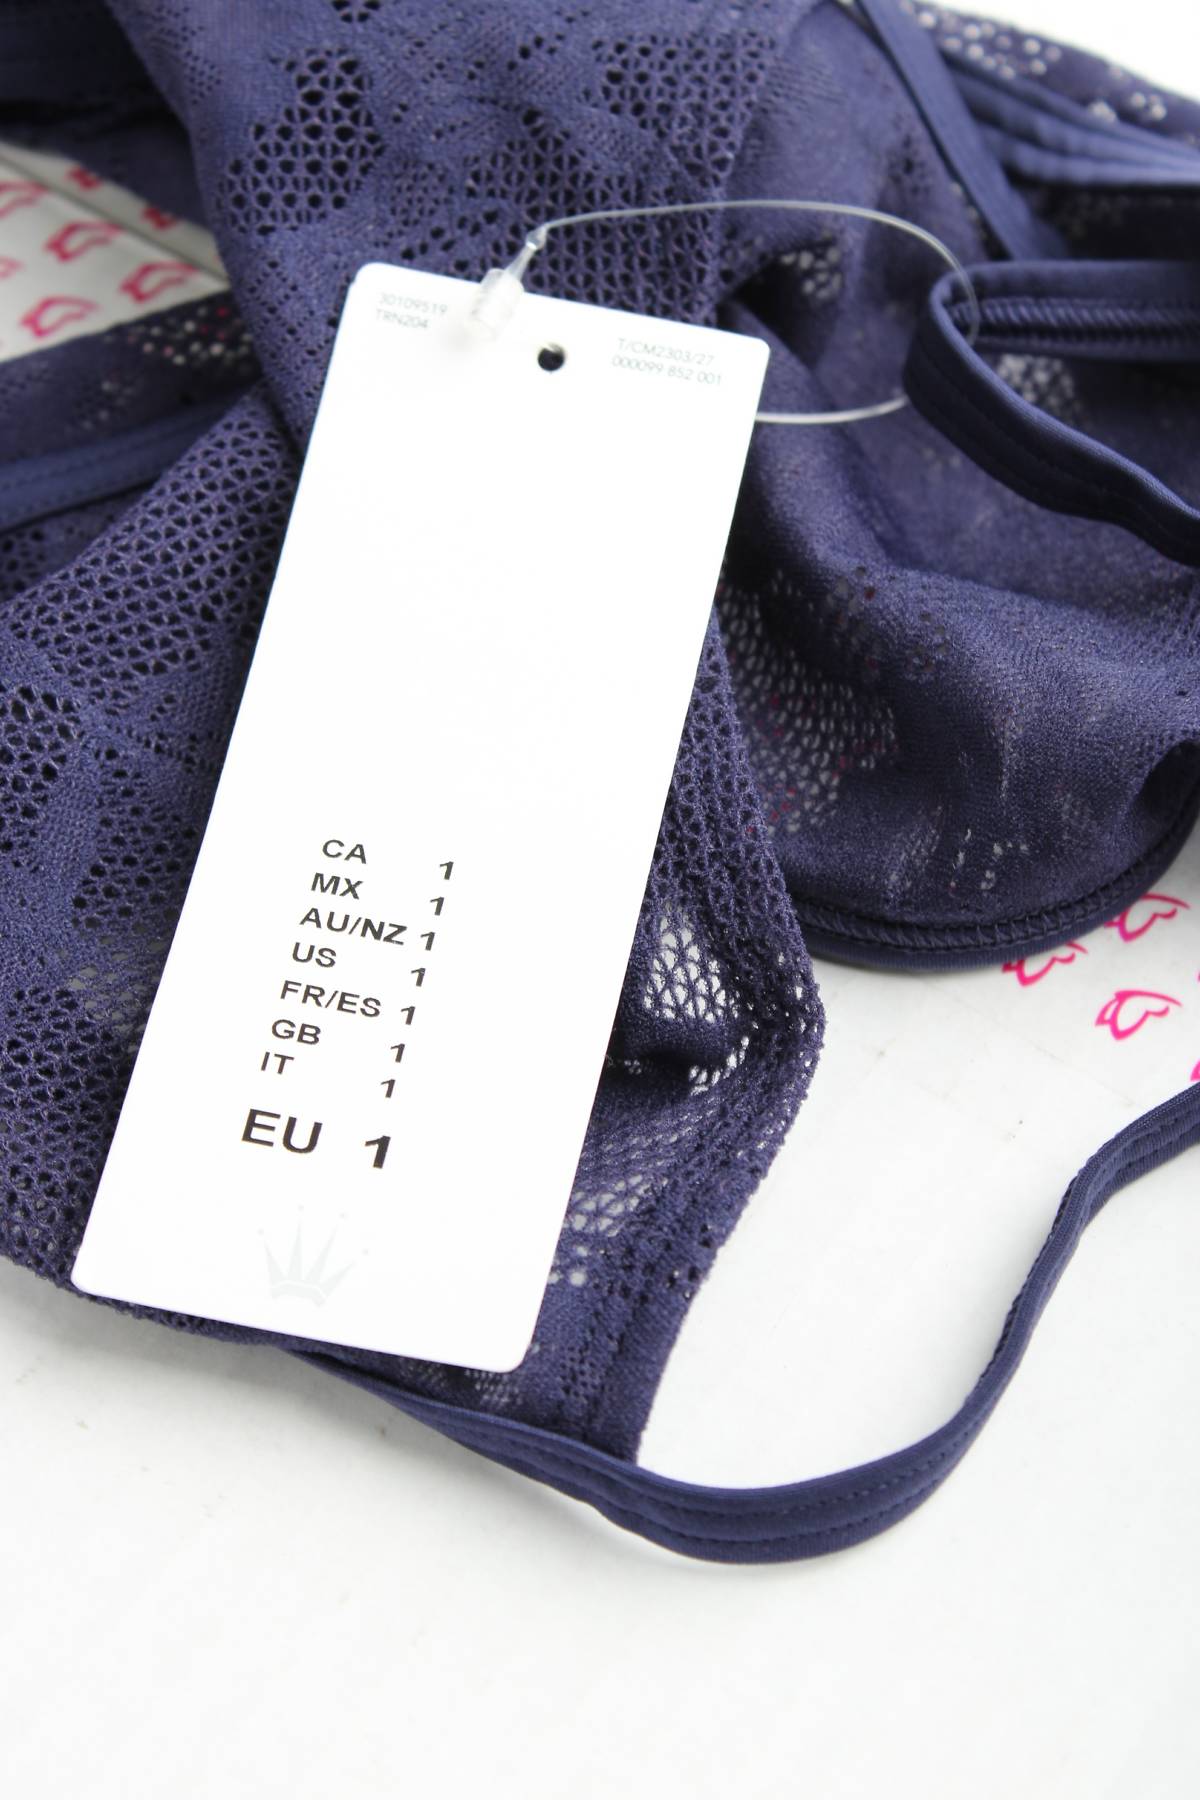 30109519
TRN204
T/CM2303/27
000099 852 001
CA 1
MX 1
AU/NZ 1
US 1
FR/ES 1
GB 1
IT 1
EU 1